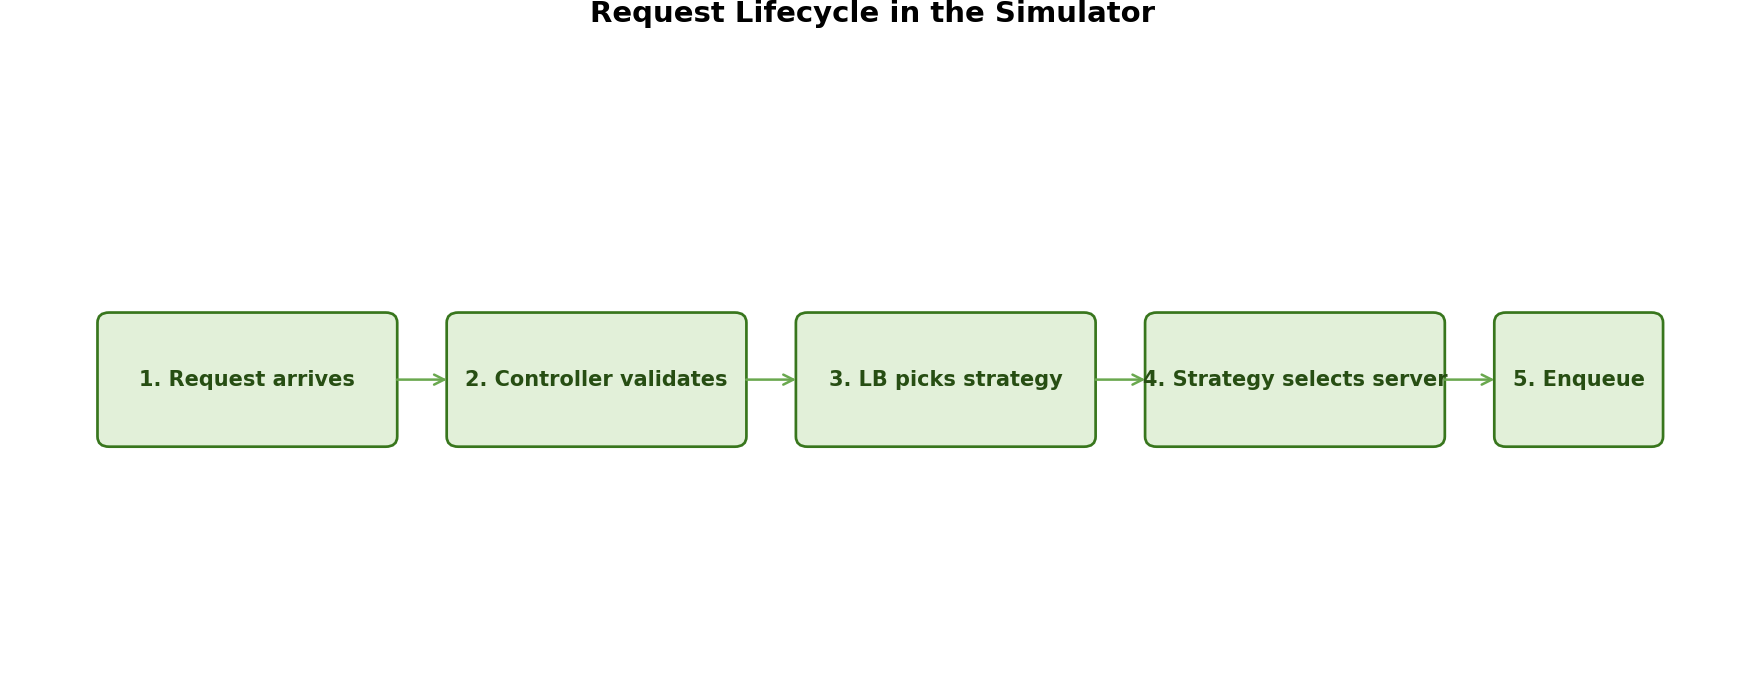 Request Lifecycle in the Simulator
1. Request arrives
2. Controller validates
3. LB picks strategy
4. Strategy selects server
5. Enqueue